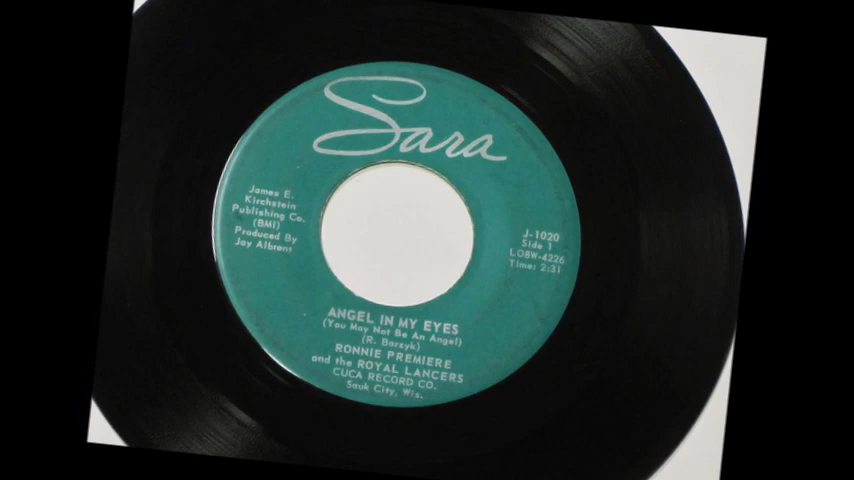 Sara
James E.
Kirchstein
Publishing Co.
(BMI)
Produced By
Jay Albrent
J-1020
Side 1
LO8W-4226
Time: 2:31
ANGEL IN MY EYES
(You May Not Be An Angel)
(R. Barzyk)
RONNIE PREMIERE
and the ROYAL LANCERS
CUCA RECORD CO.
Sauk City, Wis.